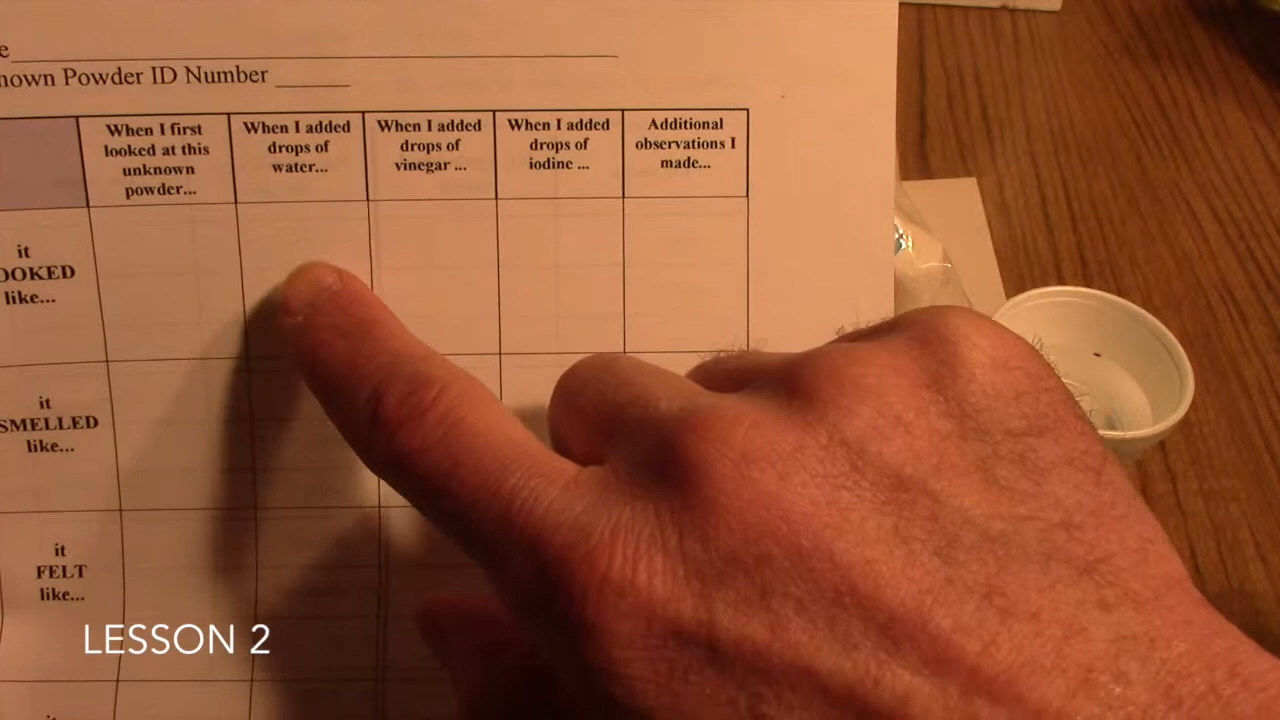 e
nown Powder ID Number
When I first
looked at this
unknown
powder...
When I added
drops of
water...
When I added
drops of
vinegar ...
When I added
drops of
iodine ...
Additional
observations I
made...
it
OOKED
like...
it
SMELLED
like...
it
FELT
like...
LESSON 2